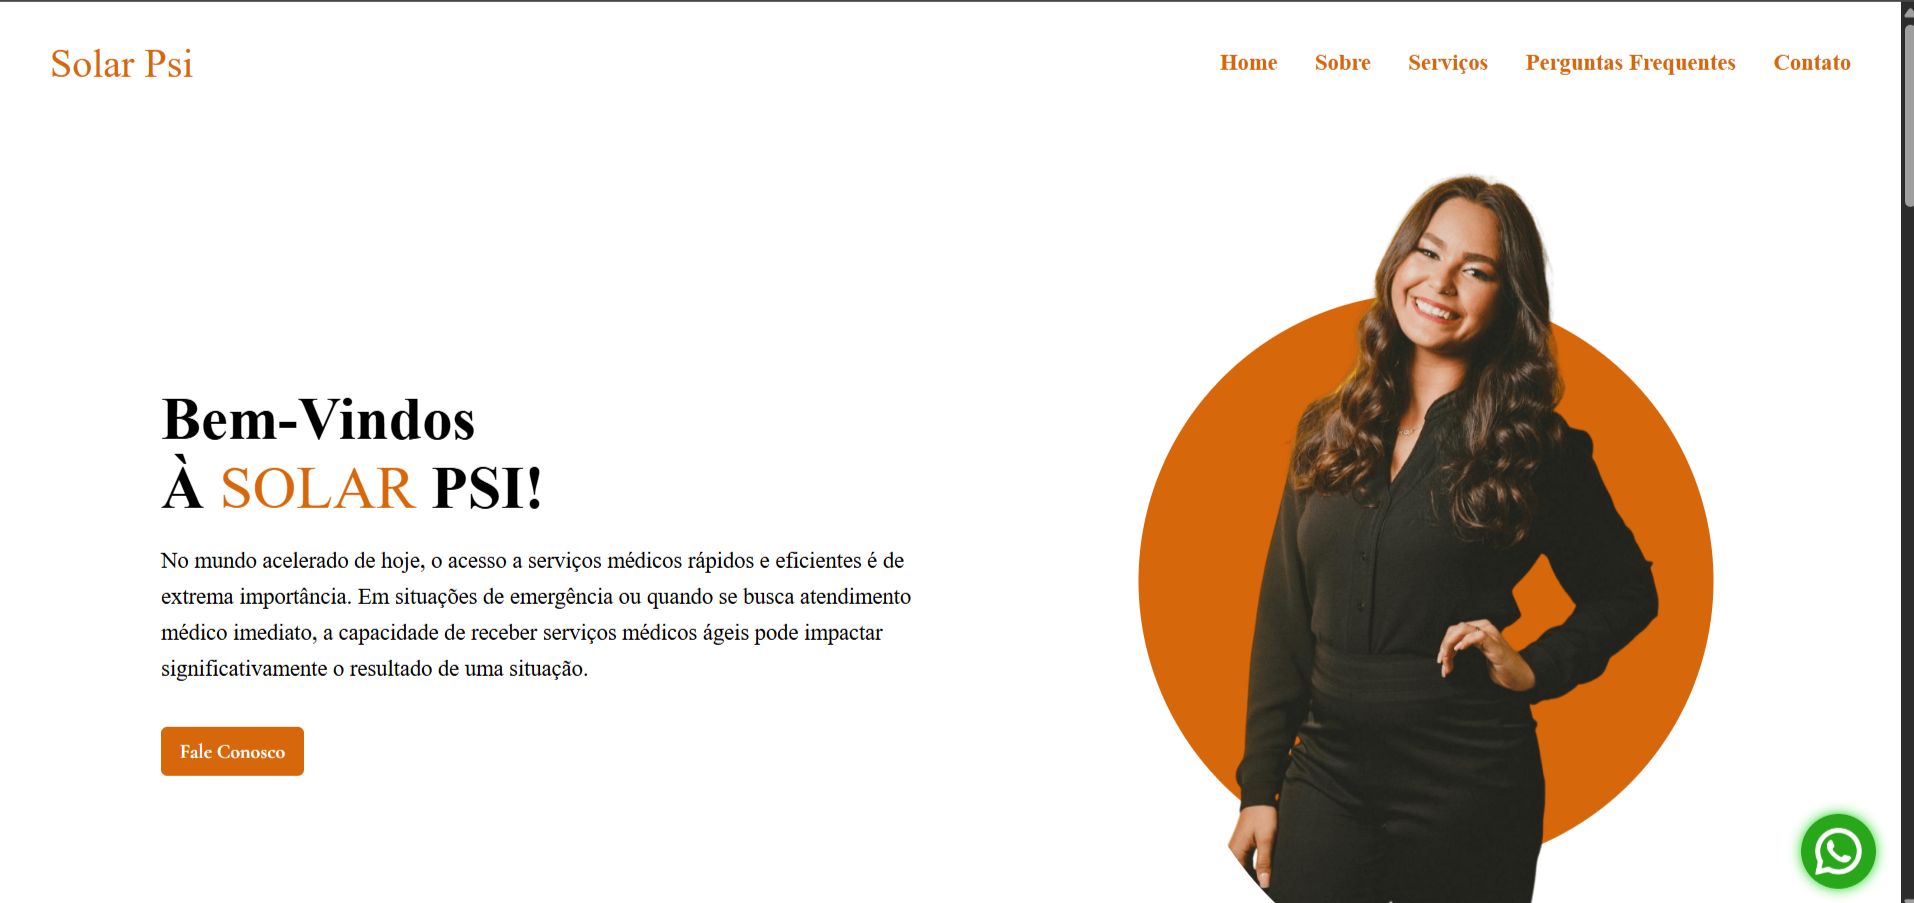 Solar Psi
Home Sobre Serviços Perguntas Frequentes Contato
Bem-Vindos
À SOLAR PSI!
No mundo acelerado de hoje, o acesso a serviços médicos rápidos e eficientes é de
extrema importância. Em situações de emergência ou quando se busca atendimento
médico imediato, a capacidade de receber serviços médicos ágeis pode impactar
significativamente o resultado de uma situação.
Fale Conosco